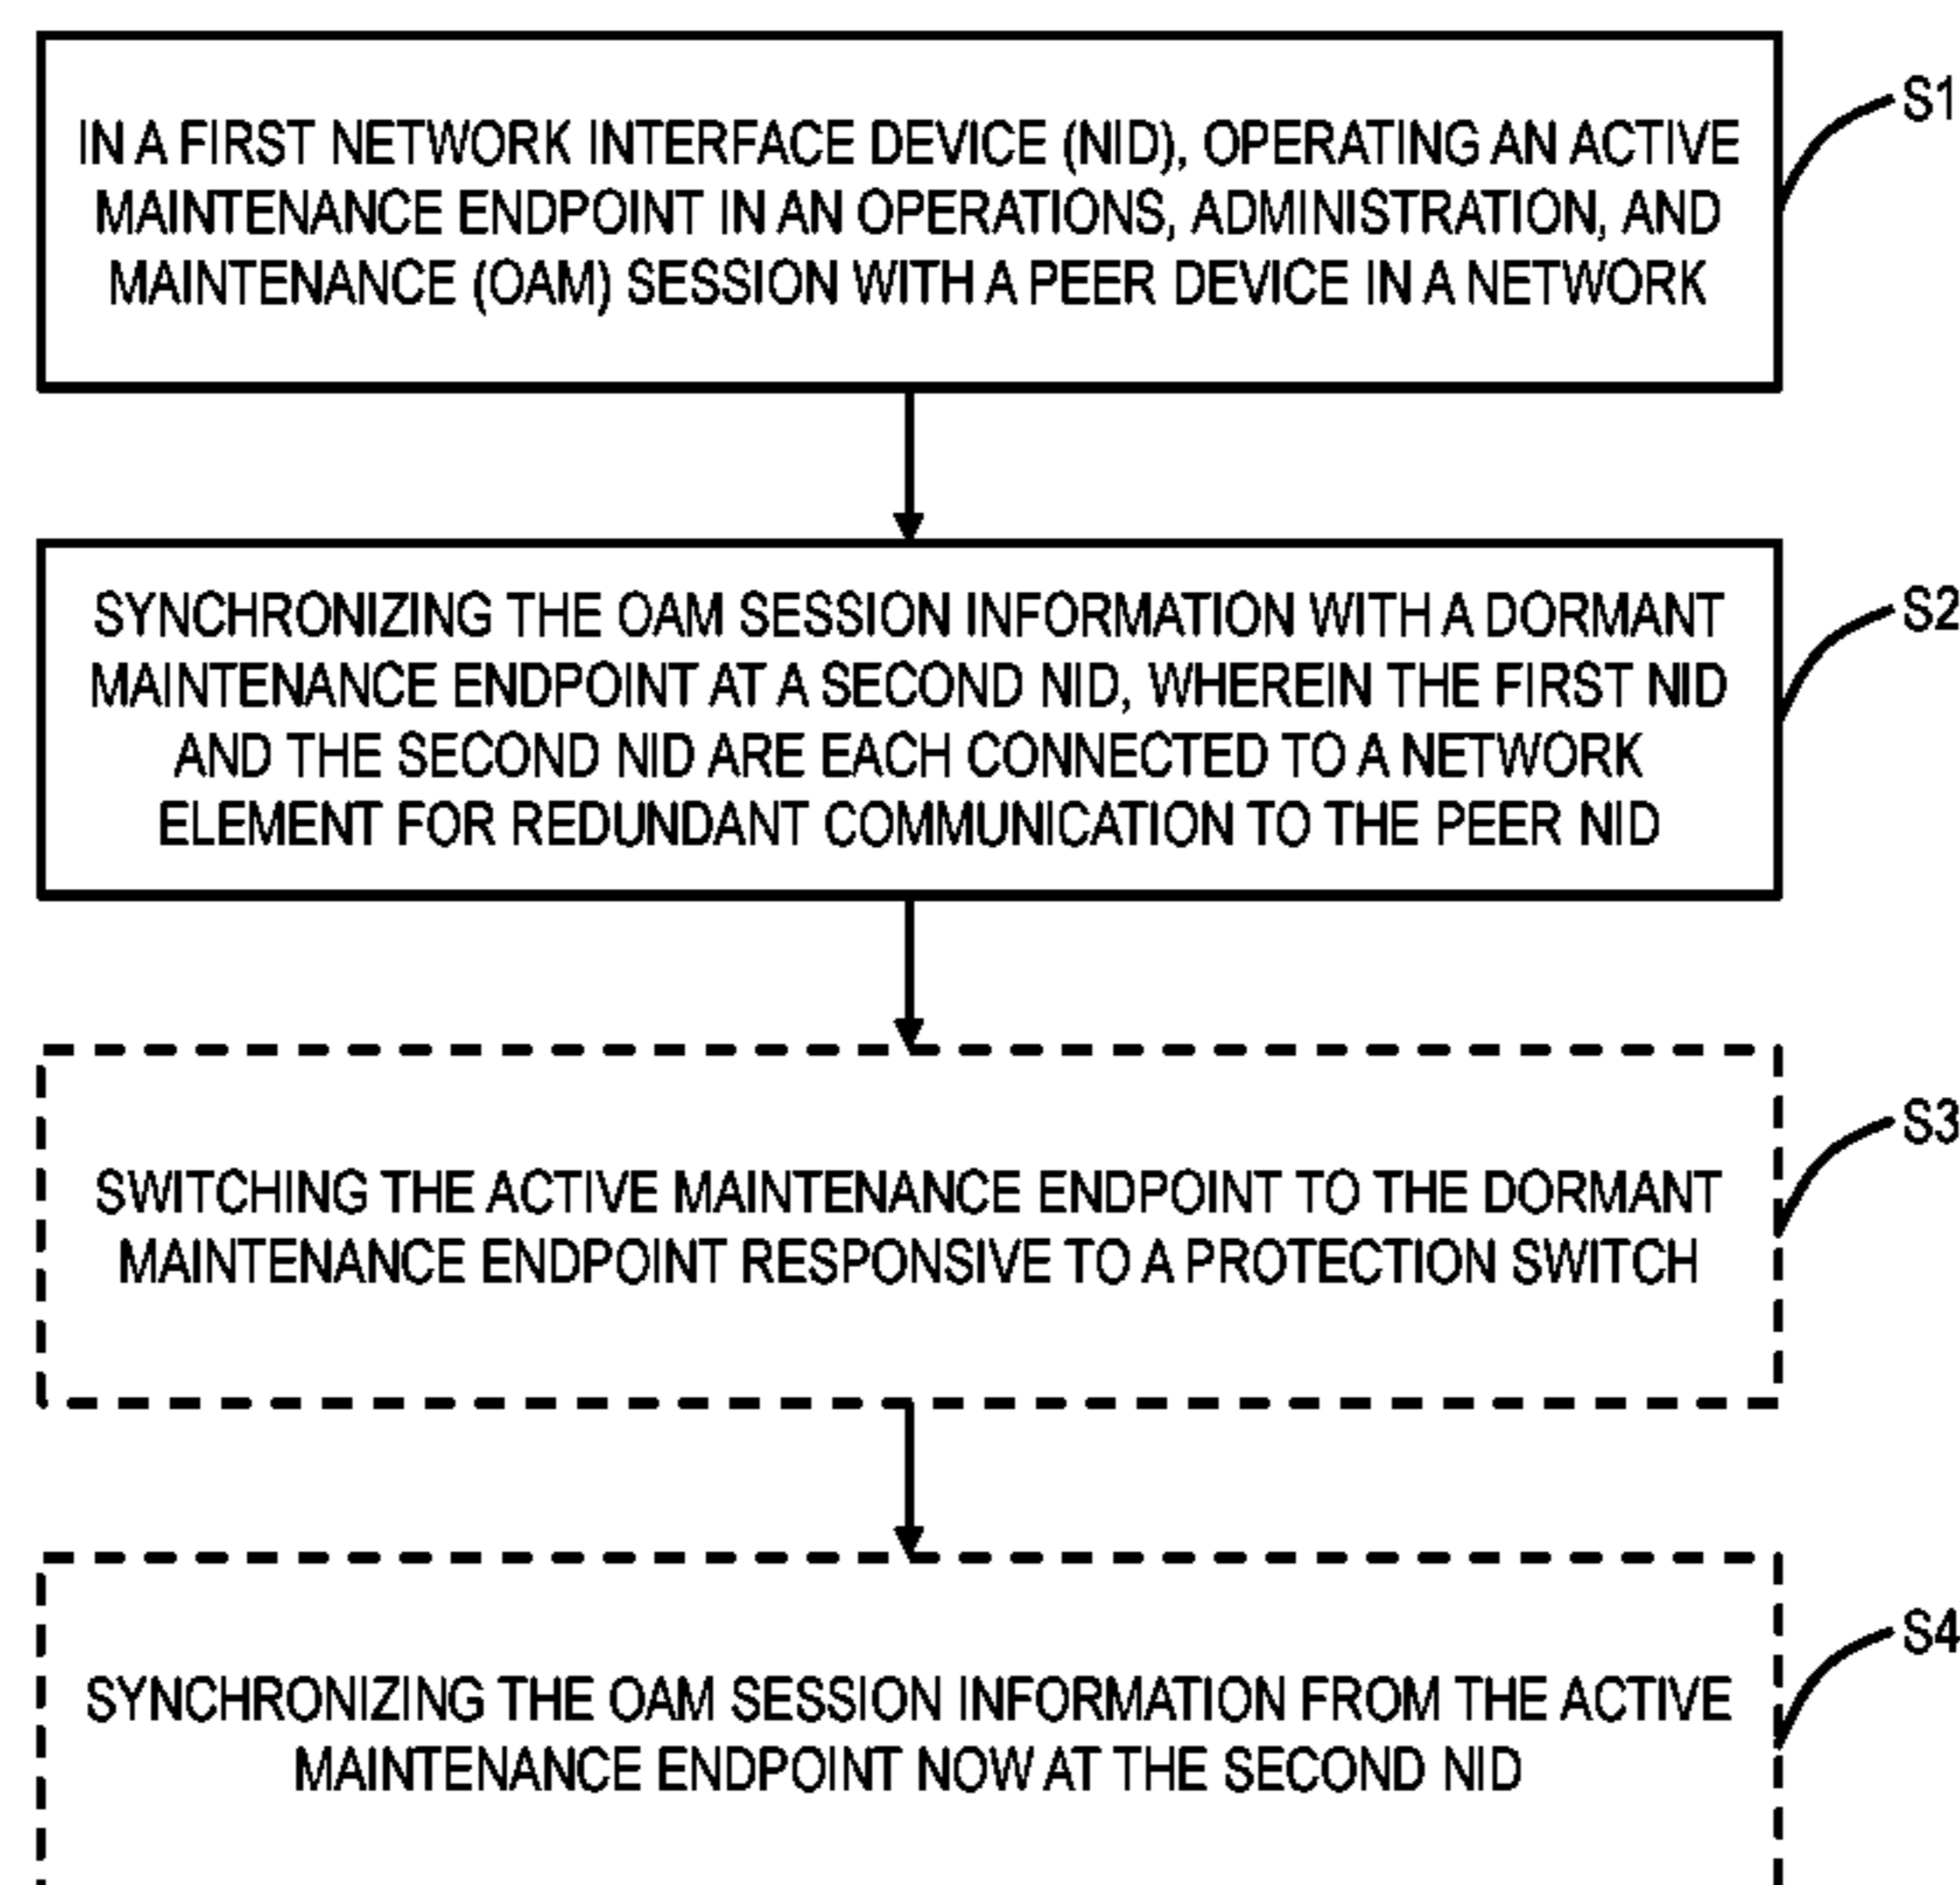 IN A FIRST NETWORK INTERFACE DEVICE (NID), OPERATING AN ACTIVE
MAINTENANCE ENDPOINT IN AN OPERATIONS, ADMINISTRATION, AND
MAINTENANCE (OAM) SESSION WITH A PEER DEVICE IN A NETWORK
S1
SYNCHRONIZING THE OAM SESSION INFORMATION WITH A DORMANT
MAINTENANCE ENDPOINT AT A SECOND NID, WHEREIN THE FIRST NID
AND THE SECOND NID ARE EACH CONNECTED TO A NETWORK
ELEMENT FOR REDUNDANT COMMUNICATION TO THE PEER NID
S2
SWITCHING THE ACTIVE MAINTENANCE ENDPOINT TO THE DORMANT
MAINTENANCE ENDPOINT RESPONSIVE TO A PROTECTION SWITCH
S3
SYNCHRONIZING THE OAM SESSION INFORMATION FROM THE ACTIVE
MAINTENANCE ENDPOINT NOW AT THE SECOND NID
S4